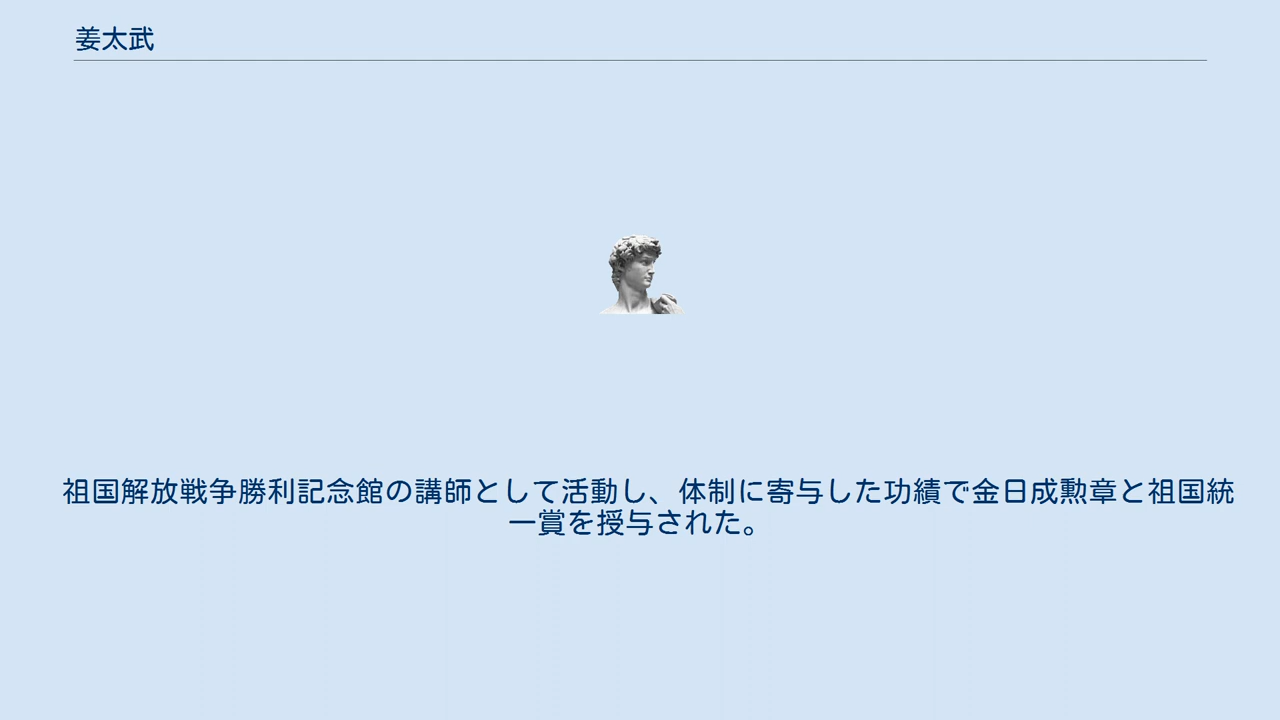 姜太武
祖国解放戦争勝利記念館の講師として活動し、体制に寄与した功績で金日成勲章と祖国統
一賞を授与された。